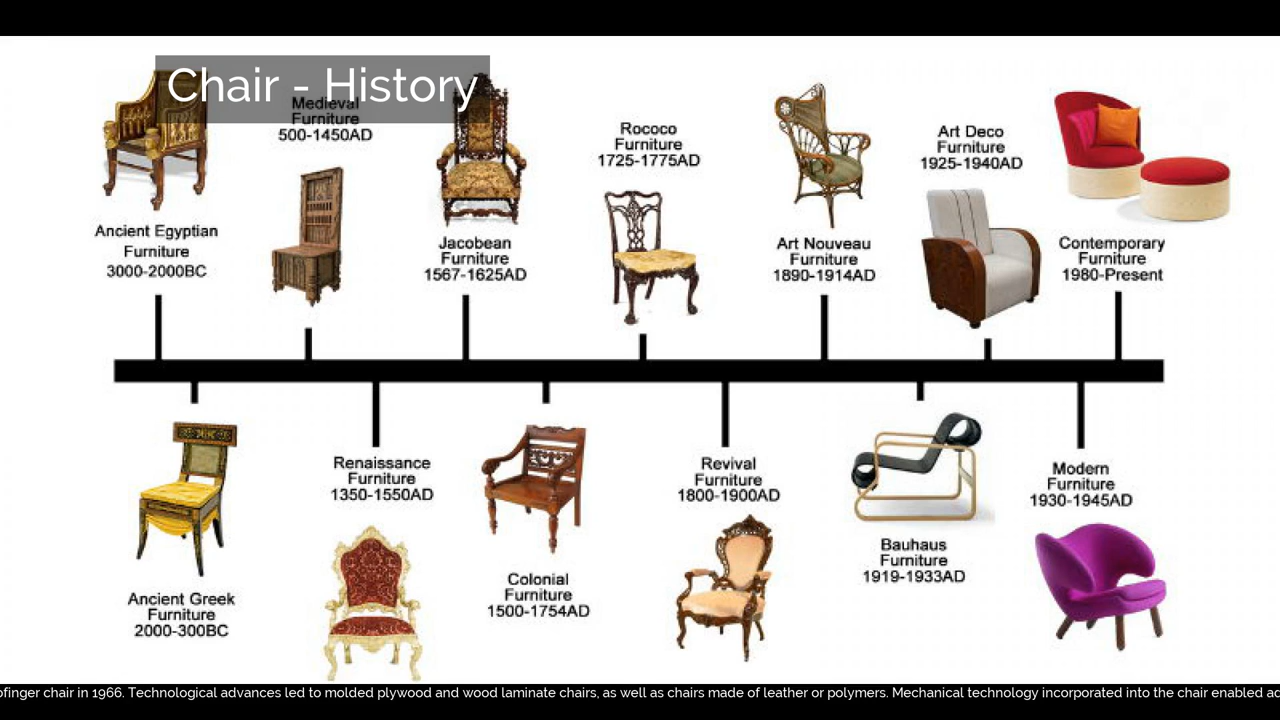 Chair - History
Medieval
Furniture
500-1450AD
Rococo
Furniture
1725-1775AD
Art Deco
Furniture
1925-1940AD
Ancient Egyptian
Furniture
3000-2000BC
Jacobean
Furniture
1567-1625AD
Art Nouveau
Furniture
1890-1914AD
Contemporary
Furniture
1980-Present
Renaissance
Furniture
1350-1550AD
Revival
Furniture
1800-1900AD
Modern
Furniture
1930-1945AD
Bauhaus
Furniture
1919-1933AD
Ancient Greek
Furniture
2000-300BC
Colonial
Furniture
1500-1754AD
chair in 1966. Technological advances led to molded plywood and wood laminate chairs, as well as chairs made of leather or polymers. Mechanical technology incorporated into the chair enabled